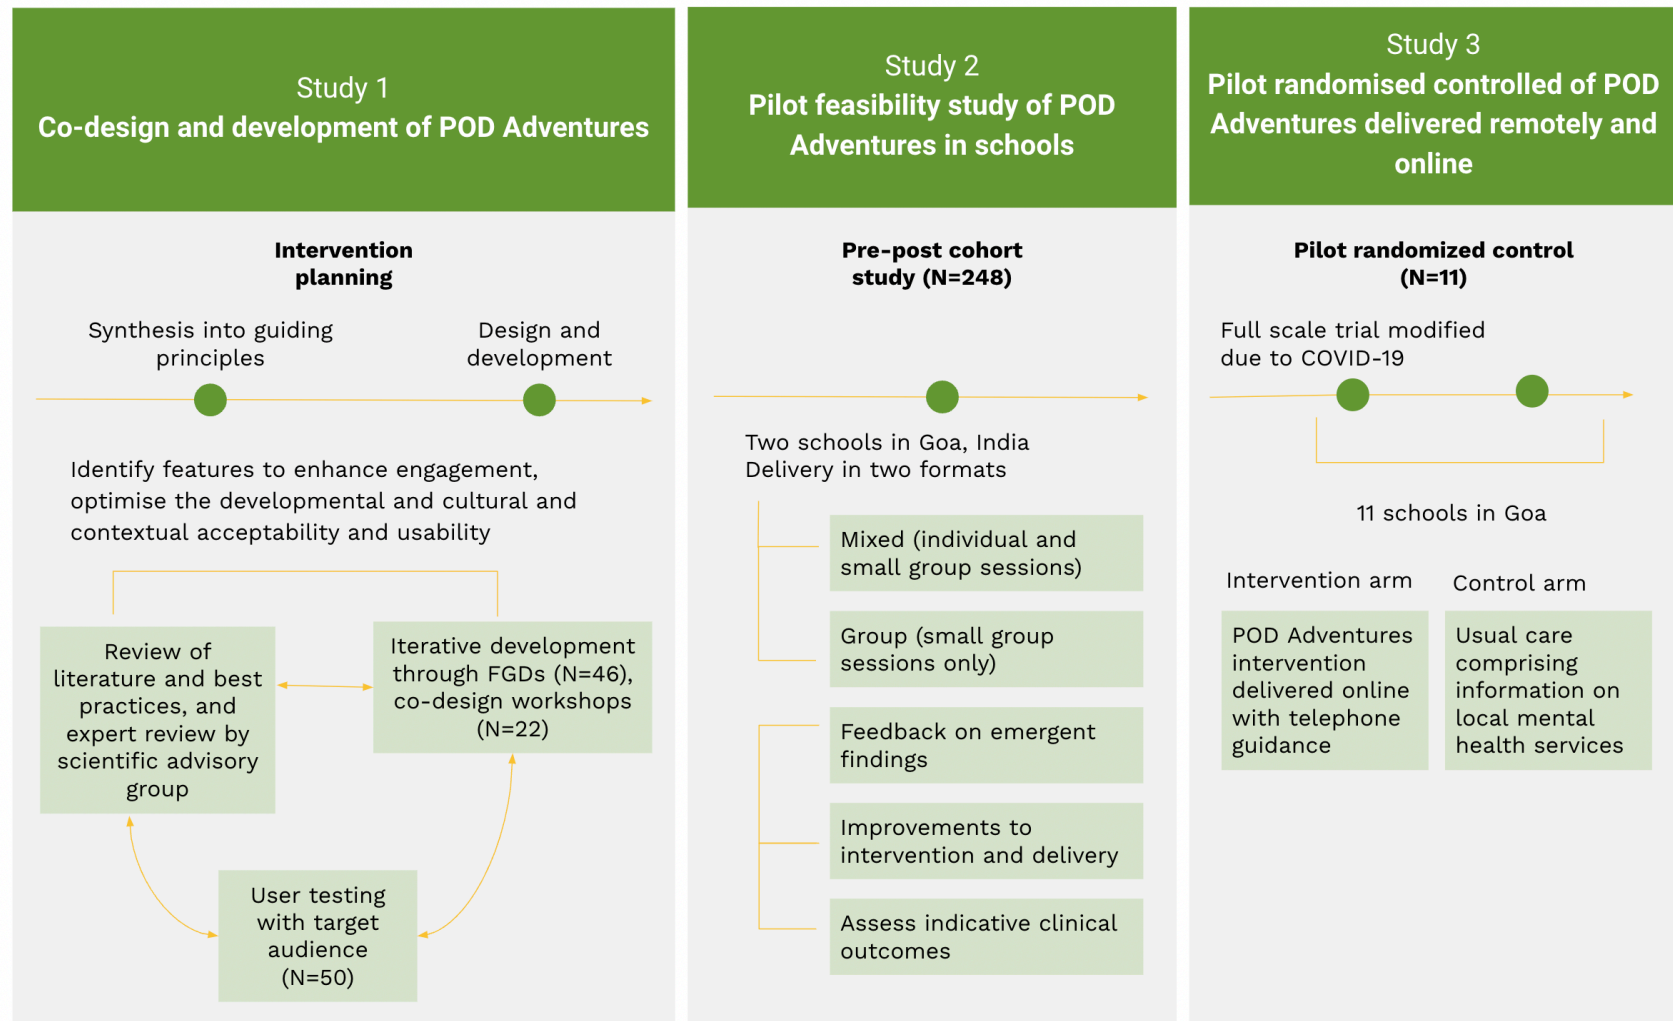 Study 1
Co-design and development of POD Adventures
Intervention
planning
Synthesis into guiding
principles
Design and
development
Identify features to enhance engagement,
optimise the developmental and cultural and
contextual acceptability and usability
Review of
literature and best
practices, and
expert review by
scientific advisory
group
Iterative development
through FGDs (N=46),
co-design workshops
(N=22)
User testing
with target
audience
(N=50)
Study 2
Pilot feasibility study of POD
Adventures in schools
Pre-post cohort
study (N=248)
Two schools in Goa, India
Delivery in two formats
Mixed (individual and
small group sessions)
Group (small group
sessions only)
Feedback on emergent
findings
Improvements to
intervention and delivery
Assess indicative clinical
outcomes
Study 3
Pilot randomised controlled of POD
Adventures delivered remotely and
online
Pilot randomized control
(N=11)
Full scale trial modified
due to COVID-19
11 schools in Goa
Intervention arm
POD Adventures
intervention
delivered online
with telephone
guidance
Control arm
Usual care
comprising
information on
local mental
health services